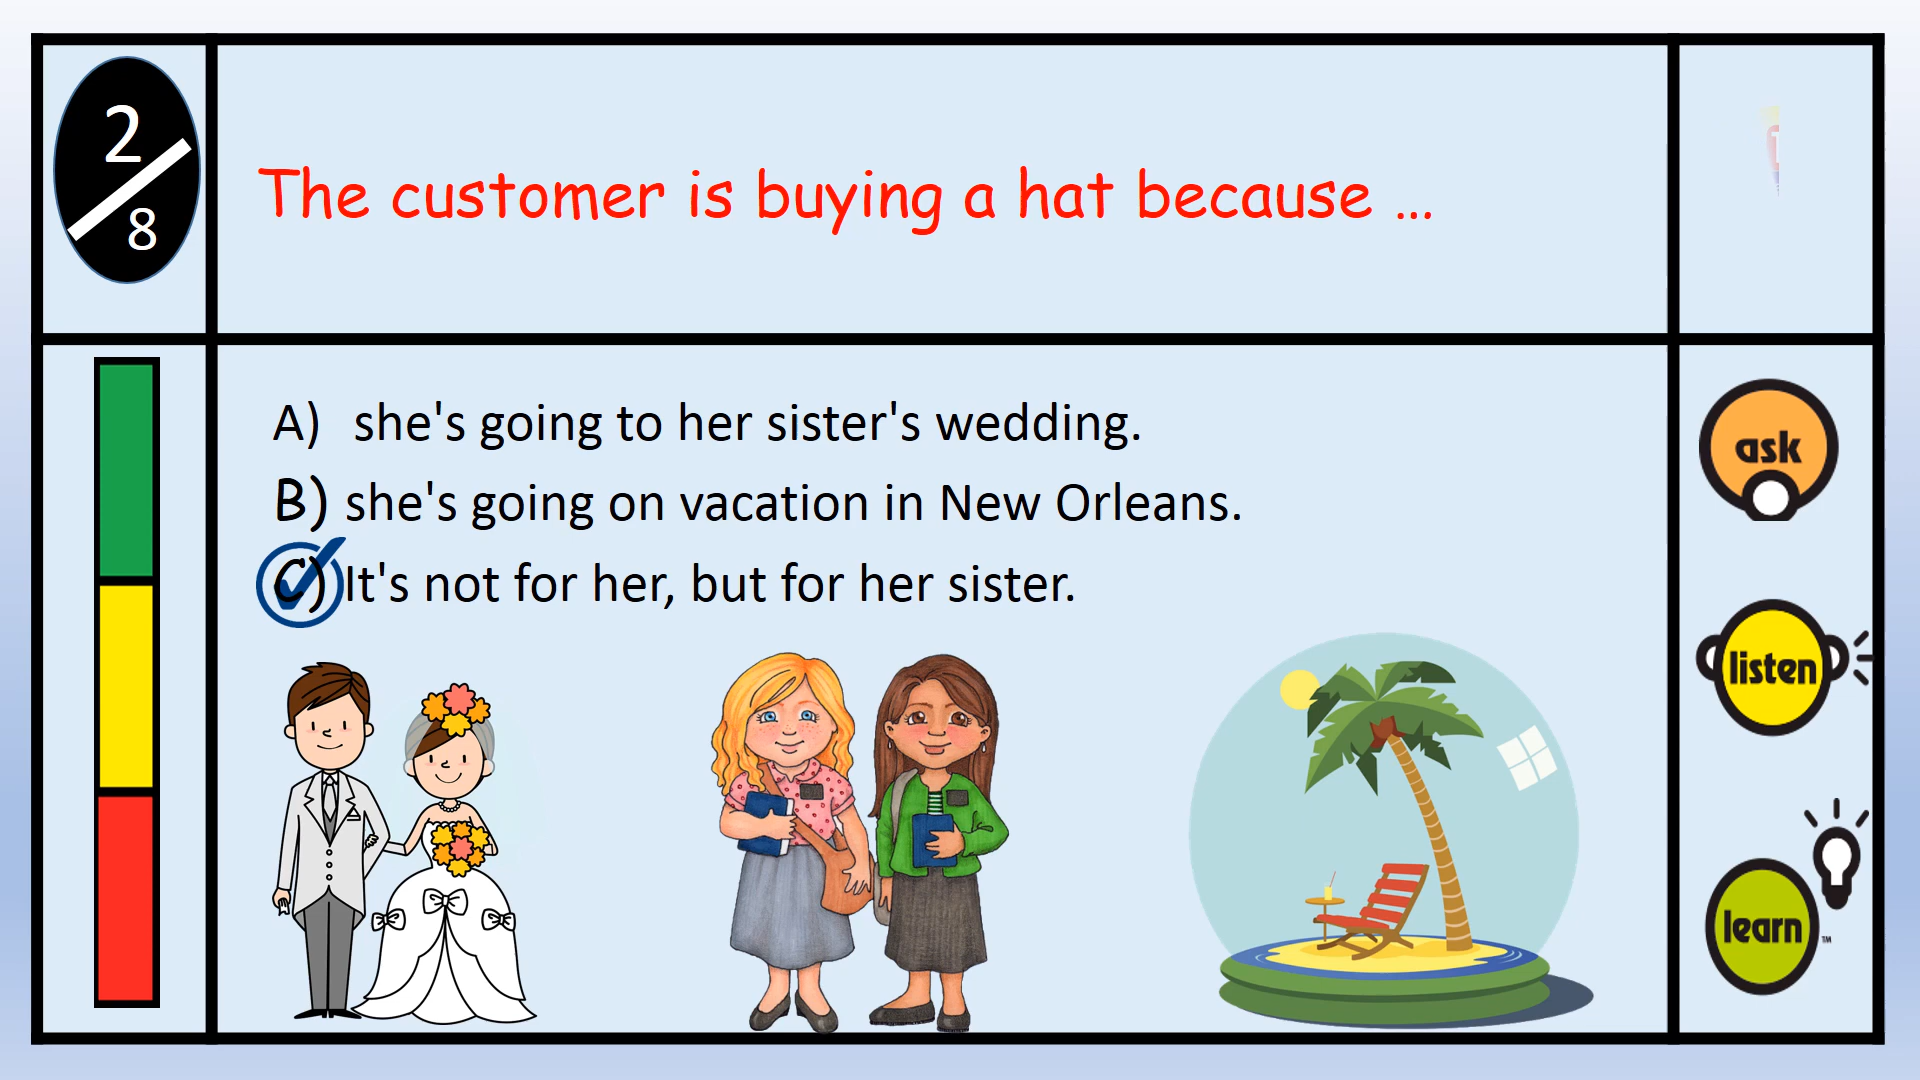 2
8
The customer is buying a hat because ...
A) she's going to her sister's wedding.
B) she's going on vacation in New Orleans.
C) It's not for her, but for her sister.
ask
listen
learn™